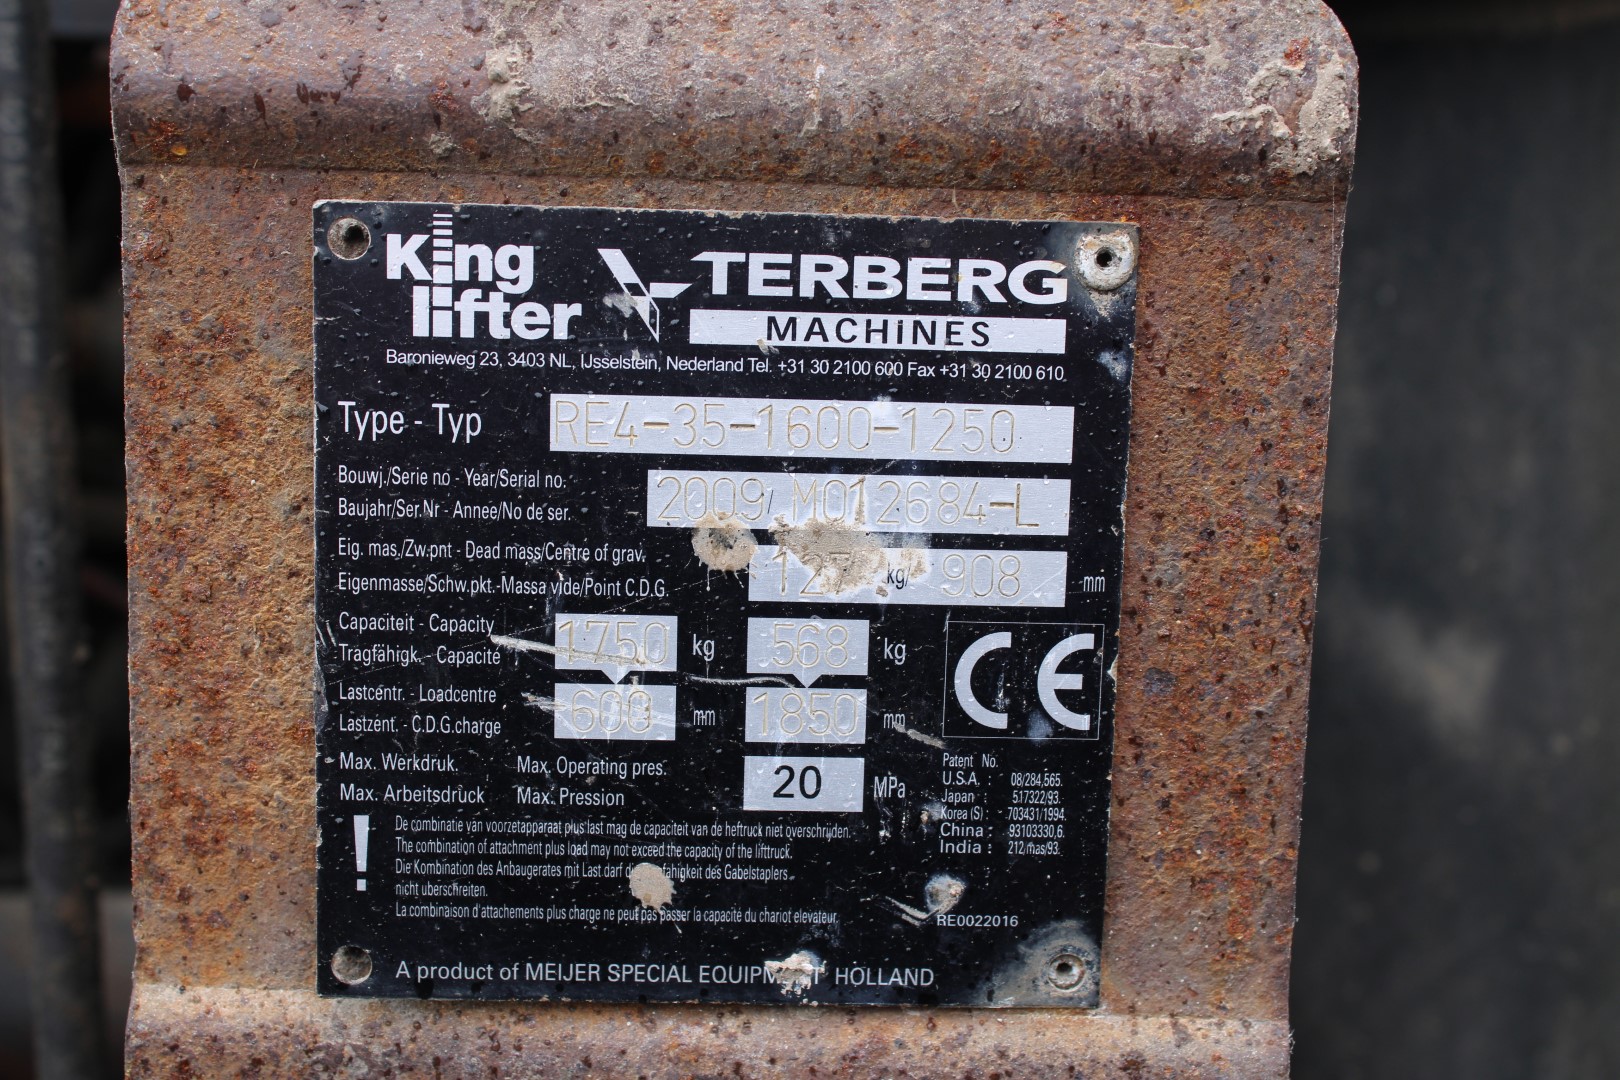 King lifter
TERBERG
MACHINES
Baronieweg 23, 3403 NL, IJsselstein, Nederland Tel. +31 30 2100 600 Fax +31 30 2100 610
Type - Typ RE4-35-1600-1250
Bouwj./Serie no - Year/Serial no.
Baujahr/Ser.Nr - Annee/No de ser. 2009/ M012684-L
Eig. mas./Zw.pnt - Dead mass/Centre of grav.
Eigenmasse/Schw.pkt.-Massa vide/Point C.D.G. 127 kg/ 908 mm
Capaciteit - Capacity
Tragfähigk. - Capacité 1750 kg 568 kg
Lastcentr. - Loadcentre
Lastzent. - C.D.G.charge 600 mm 1850 mm
CE
Max. Werkdruk. Max. Operating pres.
Max. Arbeitsdruck Max. Pression 20 MPa
Patent No.
U.S.A. : 08/284,565.
Japan : 517322/93.
Korea (S) : 703431/1994.
China : 93103330,6.
India : 212/mas/93.
! De combinatie van voorzetapparaat plus last mag de capaciteit van de heftruck niet overschrijden.
The combination of attachment plus load may not exceed the capacity of the lifttruck.
Die Kombination des Anbaugerates mit Last darf des Gabelstaplers
nicht uberschreiten.
La combinaison d'attachements plus charge ne peut pas passer la capacité du chariot elevateur.
RE0022016
A product of MEIJER SPECIAL EQUIPMENT HOLLAND